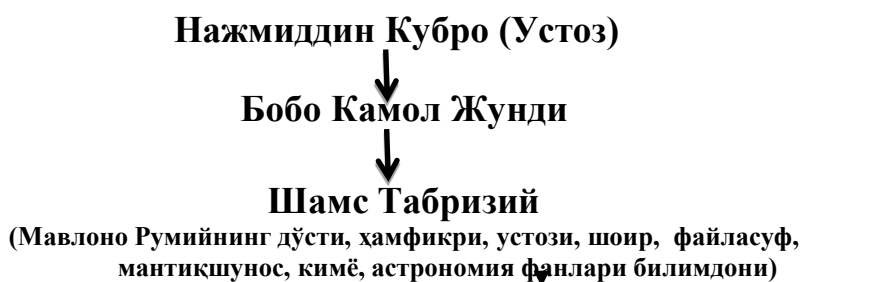 Нажмиддин Кубро (Устоз)
Бобо Камол Жунди
Шамс Табризий
(Мавлоно Румийнинг дўсти, ҳамфикри, устози, шоир, файласуф,
мантиқшунос, кимё, астрономия фанлари билимдони)